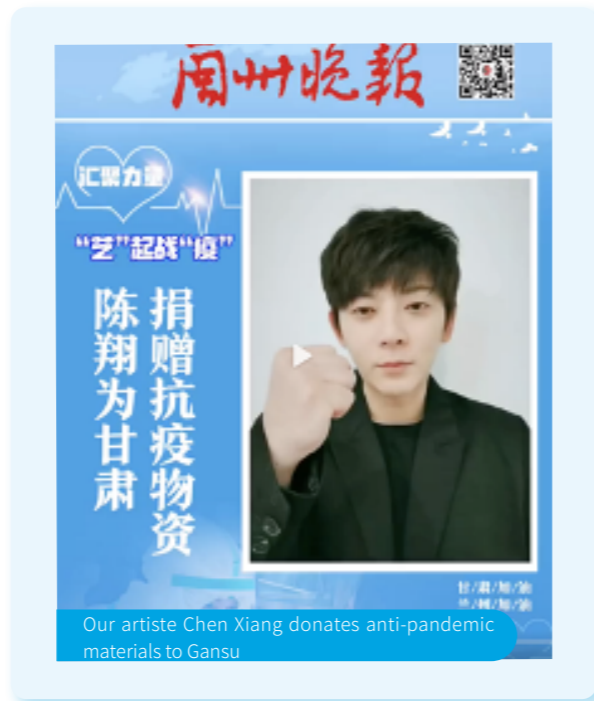 兰州晚報
汇聚力量
“艺”起战“疫”
陈翔为甘肃
捐赠抗疫物资
甘/肃/加/油
兰/州/加/油
Our artiste Chen Xiang donates anti-pandemic
materials to Gansu